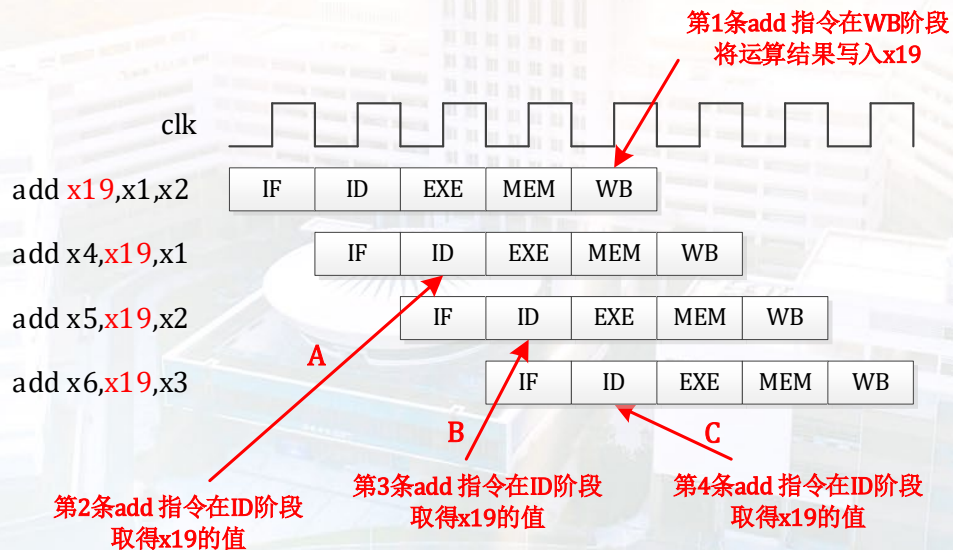 第1条add 指令在WB阶段
将运算结果写入x19
clk
add x19,x1,x2 IF ID EXE MEM WB
add x4,x19,x1 IF ID EXE MEM WB
add x5,x19,x2 IF ID EXE MEM WB
add x6,x19,x3 IF ID EXE MEM WB
A
B
C
第2条add 指令在ID阶段
取得x19的值
第3条add 指令在ID阶段
取得x19的值
第4条add 指令在ID阶段
取得x19的值